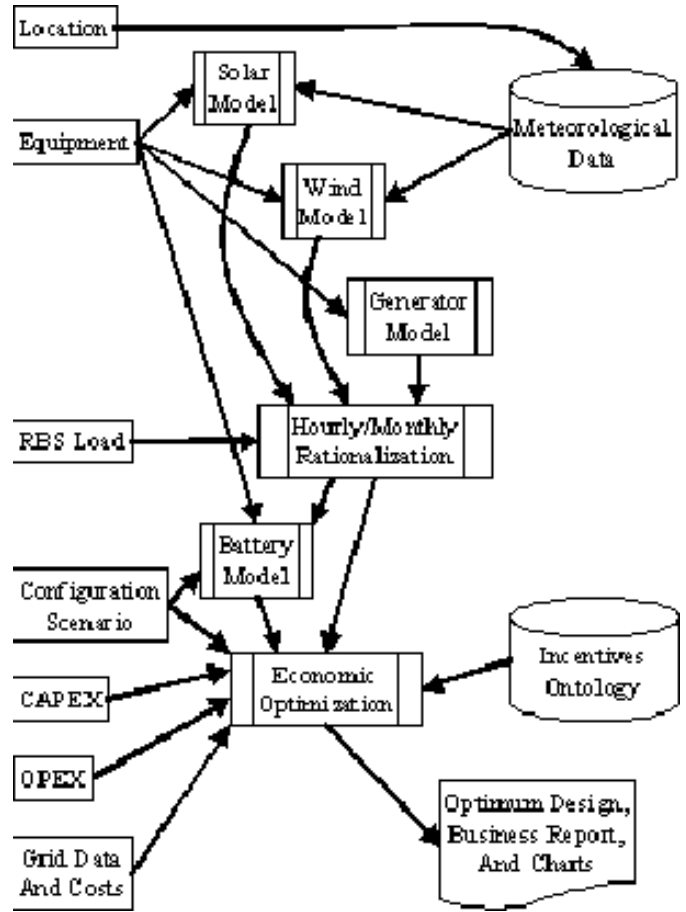 Location
Solar
Model
Equipment
Meteorological
Data
Wind
Model
Generator
Model
RBS Load
Hourly/Monthly
Rationalization
Battery
Model
Configuration
Scenario
Economic
Optimization
Incentives
Ontology
CAPEX
OPEX
Optimum Design,
Business Report,
And Charts
Grid Data
And Costs